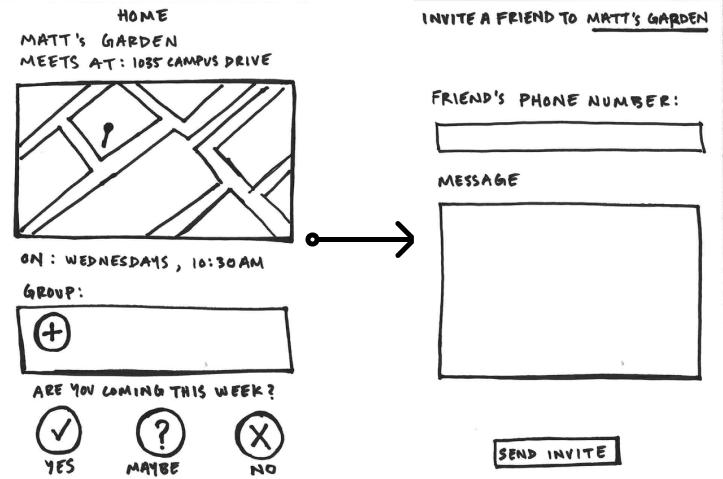 HOME
MATT'S GARDEN
MEETS AT: 1035 CAMPUS DRIVE
ON: WEDNESDAYS, 10:30AM
GROUP:
+
ARE YOU COMING THIS WEEK?
✓ ? X
YES MAYBE NO
INVITE A FRIEND TO MATT'S GARDEN
FRIEND'S PHONE NUMBER:
MESSAGE
SEND INVITE